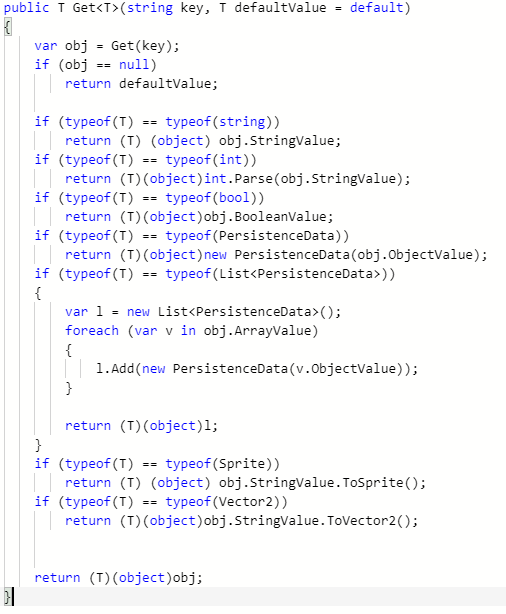 public T Get<T>(string key, T defaultValue = default)
{
var obj = Get(key);
if (obj == null)
return defaultValue;
if (typeof(T) == typeof(string))
return (T) (object) obj.StringValue;
if (typeof(T) == typeof(int))
return (T)(object)int.Parse(obj.StringValue);
if (typeof(T) == typeof(bool))
return (T)(object)obj.BooleanValue;
if (typeof(T) == typeof(PersistenceData))
return (T)(object)new PersistenceData(obj.ObjectValue);
if (typeof(T) == typeof(List<PersistenceData>))
{
var l = new List<PersistenceData>();
foreach (var v in obj.ArrayValue)
{
l.Add(new PersistenceData(v.ObjectValue));
}
return (T)(object)l;
}
if (typeof(T) == typeof(Sprite))
return (T) (object) obj.StringValue.ToSprite();
if (typeof(T) == typeof(Vector2))
return (T)(object)obj.StringValue.ToVector2();
return (T)(object)obj;
}